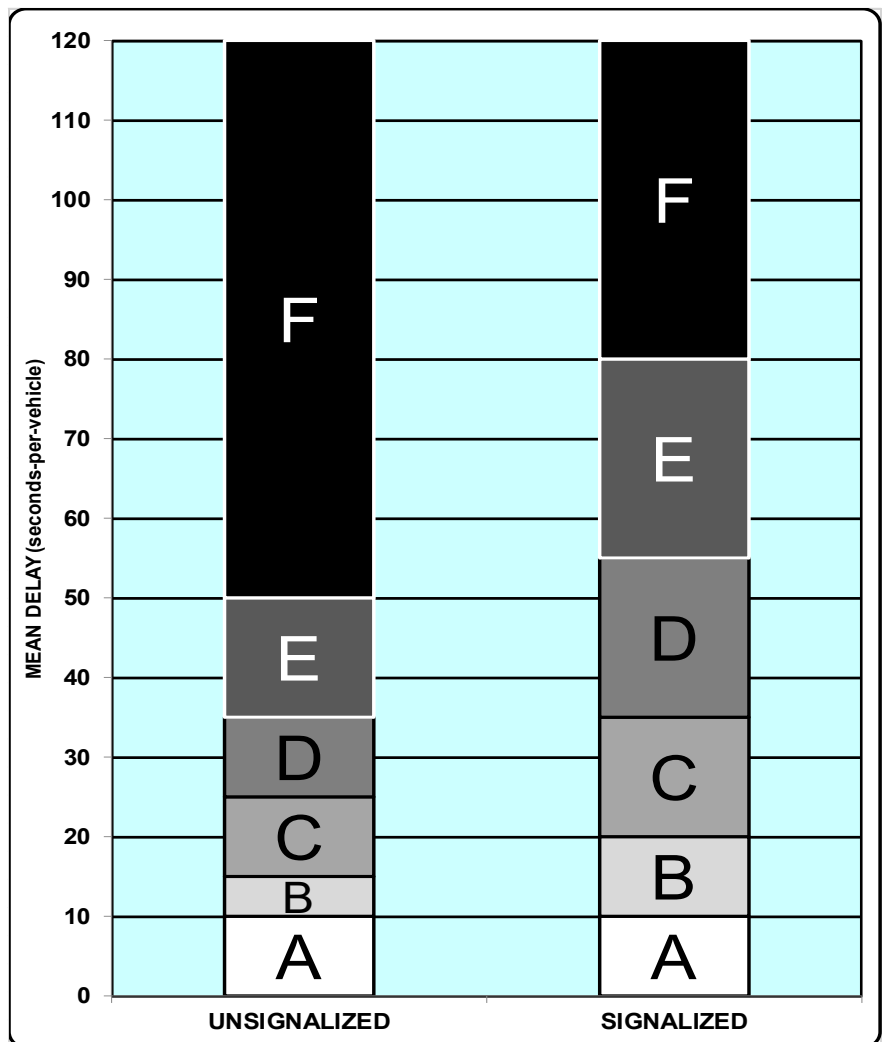 MEAN DELAY (seconds-per-vehicle)
120
110
100
90
80
70
60
50
40
30
20
10
0
F
E
D
C
B
A
F
E
D
C
B
A
UNSIGNALIZED
SIGNALIZED